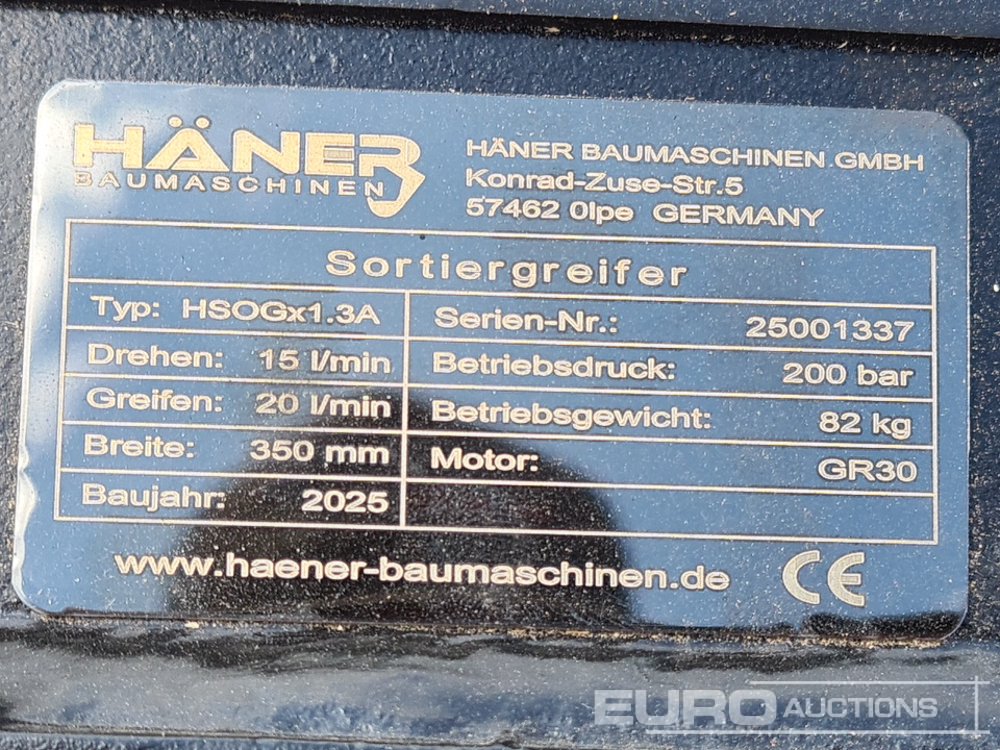 HÄNER
BAUMASCHINEN
HÄNER BAUMASCHINEN GMBH
Konrad-Zuse-Str.5
57462 Olpe GERMANY
Sortiergreifer
Typ: HSOGx1.3A
Serien-Nr.: 25001337
Drehen: 15 l/min
Betriebsdruck: 200 bar
Greifen: 20 l/min
Betriebsgewicht: 82 kg
Breite: 350 mm
Motor: GR30
Baujahr: 2025
www.haener-baumaschinen.de
CE
EURO AUCTIONS